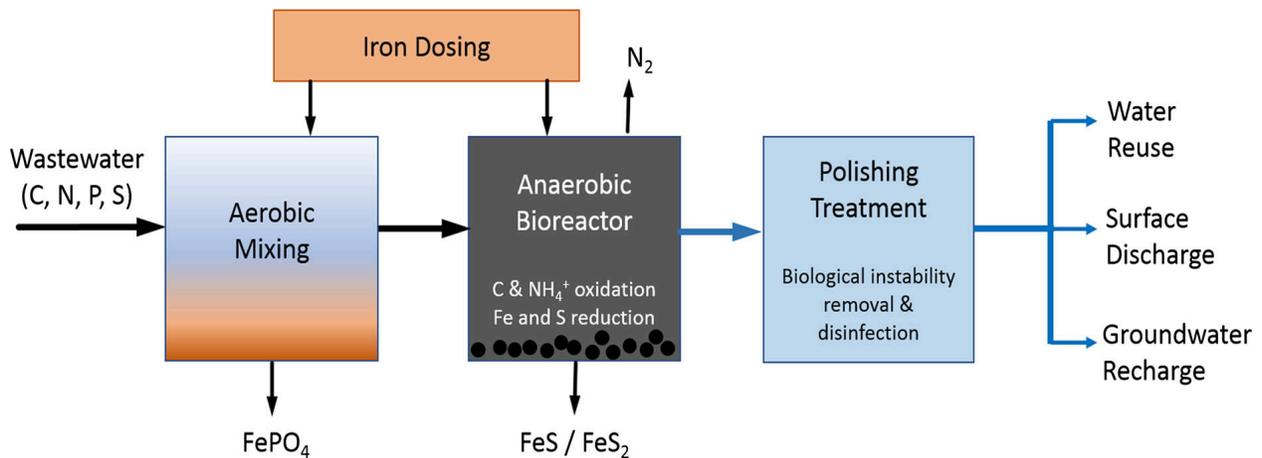 Iron Dosing
N₂
Wastewater
(C, N, P, S)
Aerobic
Mixing
Anaerobic
Bioreactor
C & NH₄⁺ oxidation
Fe and S reduction
Polishing
Treatment
Biological instability
removal &
disinfection
Water
Reuse
Surface
Discharge
Groundwater
Recharge
FePO₄
FeS / FeS₂